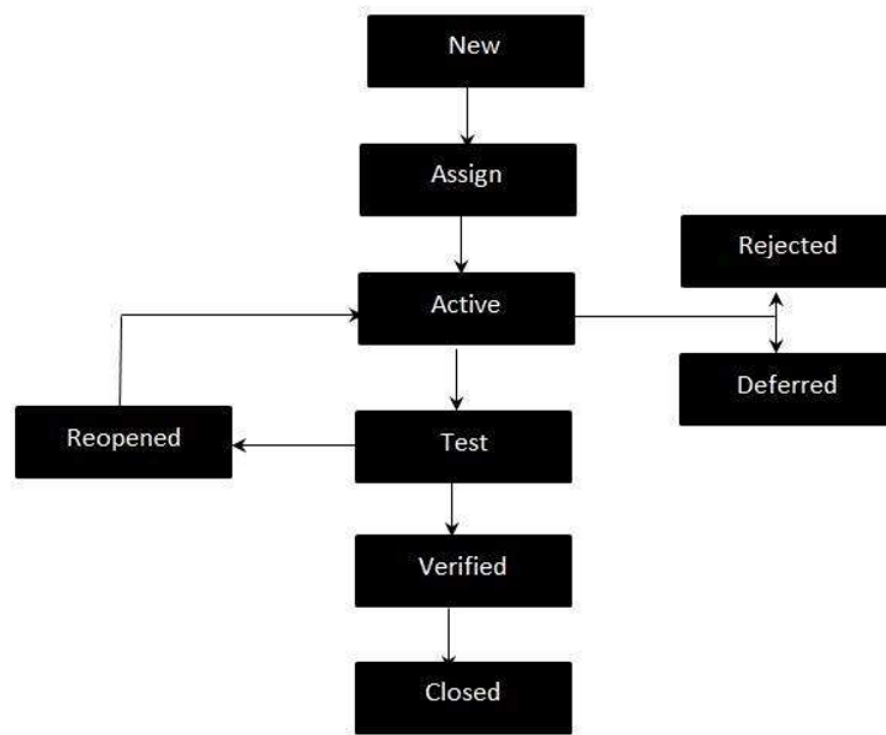 New
Assign
Rejected
Active
Deferred
Reopened
Test
Verified
Closed